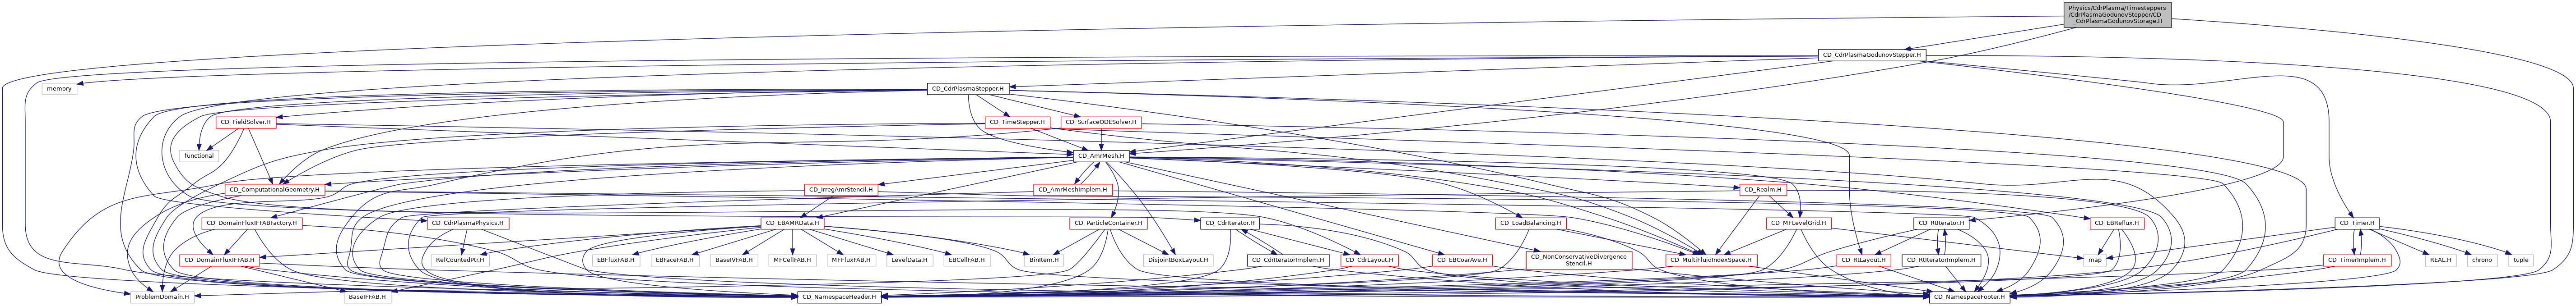 Physics/CdrPlasma/Timesteppers
/CdrPlasmaGodunovStepper/CD
_CdrPlasmaGodunovStorage.H
CD_CdrPlasmaGodunovStepper.H
memory
CD_CdrPlasmaStepper.H
CD_FieldSolver.H
CD_TimeStepper.H
CD_SurfaceODESolver.H
functional
CD_AmrMesh.H
CD_ComputationalGeometry.H
CD_IrregAmrStencil.H
CD_AmrMeshImplem.H
CD_Realm.H
CD_DomainFluxIFFABFactory.H
CD_CdrPlasmaPhysics.H
CD_EBAMRData.H
CD_ParticleContainer.H
CD_CdrIterator.H
CD_LoadBalancing.H
CD_MFLevelGrid.H
CD_RtIterator.H
CD_EBReflux.H
CD_Timer.H
CD_DomainFluxIFFAB.H
RefCountedPtr.H
EBFluxFAB.H
EBFaceFAB.H
BaseIVFAB.H
MFCellFAB.H
MFFluxFAB.H
LevelData.H
EBCellFAB.H
BinItem.H
DisjointBoxLayout.H
CD_CdrIteratorImplem.H
CD_CdrLayout.H
CD_EBCoarAve.H
CD_NonConservativeDivergence
Stencil.H
CD_MultiFluidIndexSpace.H
CD_RtLayout.H
CD_RtIteratorImplem.H
map
CD_TimerImplem.H
REAL.H
chrono
tuple
ProblemDomain.H
BaseIFFAB.H
CD_NamespaceHeader.H
CD_NamespaceFooter.H